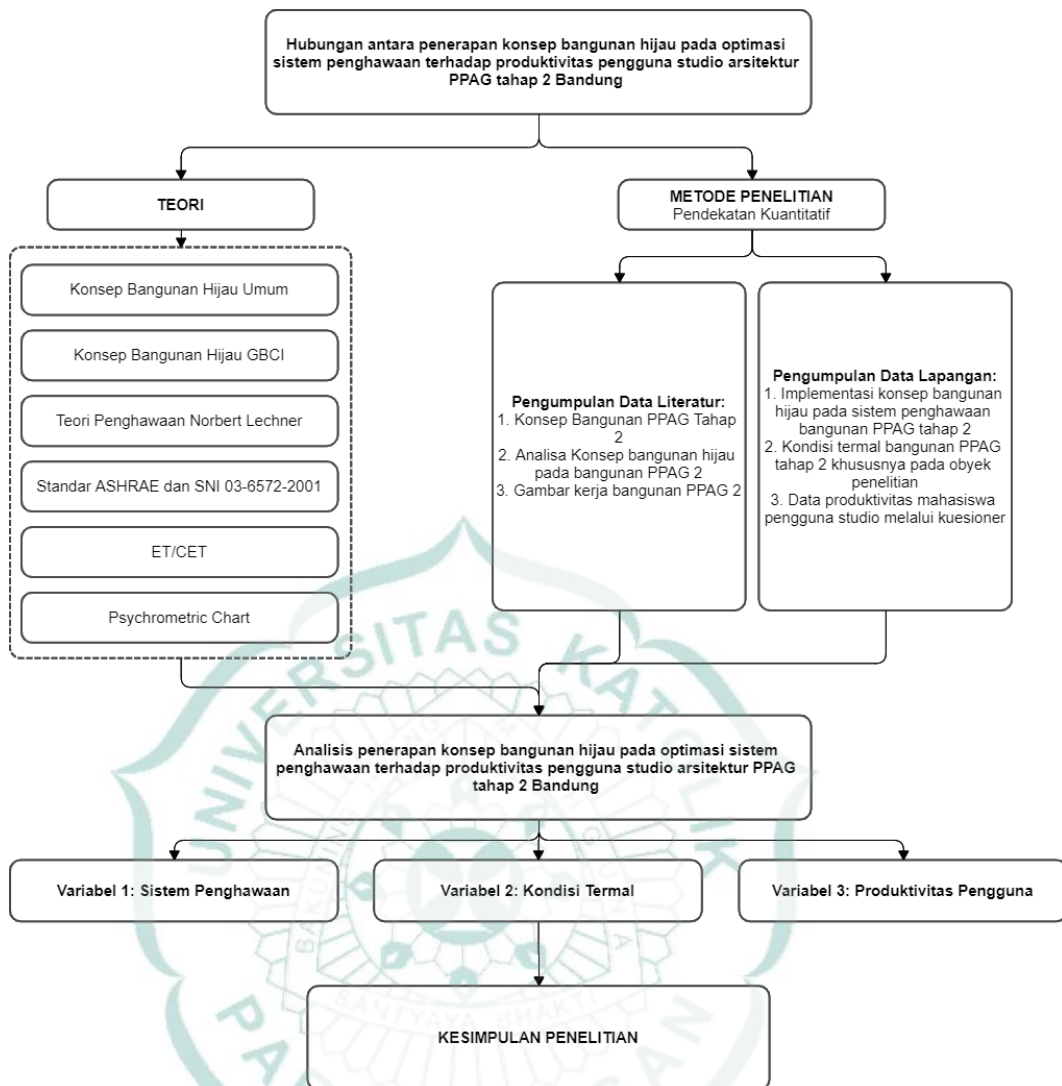 Hubungan antara penerapan konsep bangunan hijau pada optimasi
sistem penghawaan terhadap produktivitas pengguna studio arsitektur
PPAG tahap 2 Bandung
TEORI
METODE PENELITIAN
Pendekatan Kuantitatif
Konsep Bangunan Hijau Umum
Konsep Bangunan Hijau GBCI
Teori Penghawaan Norbert Lechner
Standar ASHRAE dan SNI 03-6572-2001
ET/CET
Psychrometric Chart
Pengumpulan Data Literatur:
1. Konsep Bangunan PPAG Tahap
2
2. Analisa Konsep bangunan hijau
pada bangunan PPAG 2
3. Gambar kerja bangunan PPAG 2
Pengumpulan Data Lapangan:
1. Implementasi konsep bangunan
hijau pada sistem penghawaan
bangunan PPAG tahap 2
2. Kondisi termal bangunan PPAG
tahap 2 khususnya pada obyek
penelitian
3. Data produktivitas mahasiswa
pengguna studio melalui kuesioner
Analisis penerapan konsep bangunan hijau pada optimasi sistem
penghawaan terhadap produktivitas pengguna studio arsitektur PPAG
tahap 2 Bandung
Variabel 1: Sistem Penghawaan
Variabel 2: Kondisi Termal
Variabel 3: Produktivitas Pengguna
KESIMPULAN PENELITIAN
UNIVERSITAS KATOLIK
SANTYAYA BHAKTI